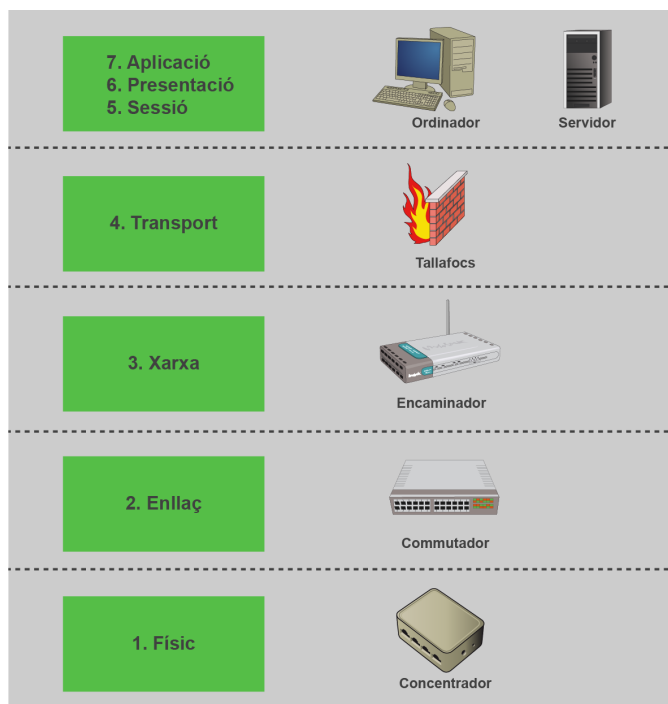 7. Aplicació
6. Presentació
5. Sessió
Ordinador
Servidor
4. Transport
Tallafocs
3. Xarxa
Encaminador
2. Enllaç
Commutador
1. Físic
Concentrador